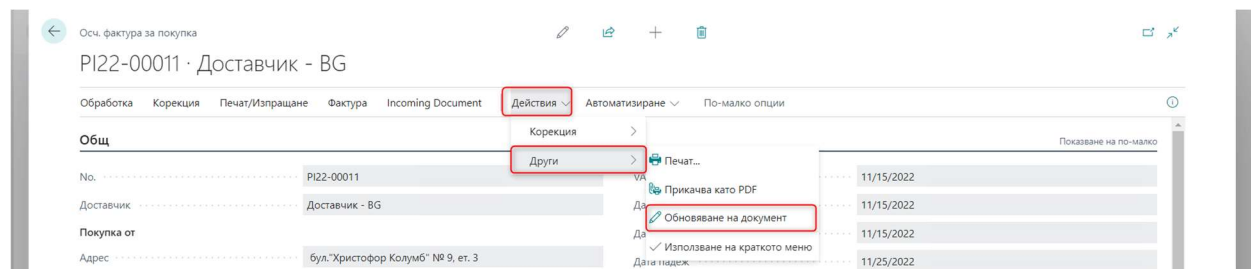 Осч. фактура за покупка
PI22-00011 · Доставчик - BG
Обработка Корекция Печат/Изпращане Фактура Incoming Document Действия Автоматизиране По-малко опции
Корекция
Други
Печат...
Прикачва като PDF
Обновяване на документ
Използване на краткото меню
Общ
Показване на по-малко
No. PI22-00011
VA 11/15/2022
Доставчик Доставчик - BG
Да 11/15/2022
Покупка от
Да 11/15/2022
Адрес бул."Христофор Колумб" № 9, ет. 3
Дата падеж 11/25/2022